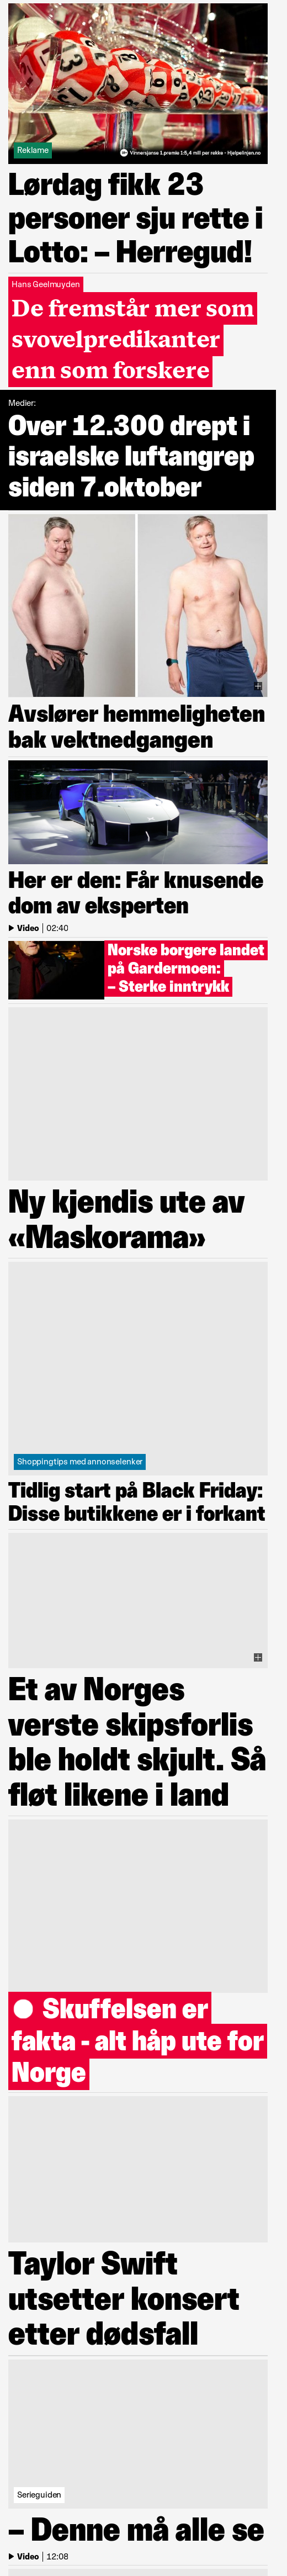 Reklame
Vinnersjanse 1.premie 1:5,4 mill per rekke - Hjelpelinjen.no
Lørdag fikk 23
personer sju rette i
Lotto: – Herregud!
Hans Geelmuyden
De fremstår mer som
svovelpredikanter
enn som forskere
Medier:
Over 12.300 drept i
israelske luftangrep
siden 7.oktober
Avslører hemmeligheten
bak vektnedgangen
Her er den: Får knusende
dom av eksperten
Video | 02:40
Norske borgere landet
på Gardermoen:
– Sterke inntrykk
Ny kjendis ute av
«Maskorama»
Shoppingtips med annonselenker
Tidlig start på Black Friday:
Disse butikkene er i forkant
Et av Norges
verste skipsforlis
ble holdt skjult. Så
fløt likene i land
Skuffelsen er
fakta - alt håp ute for
Norge
Taylor Swift
utsetter konsert
etter dødsfall
Serieguiden
– Denne må alle se
Video | 12:08